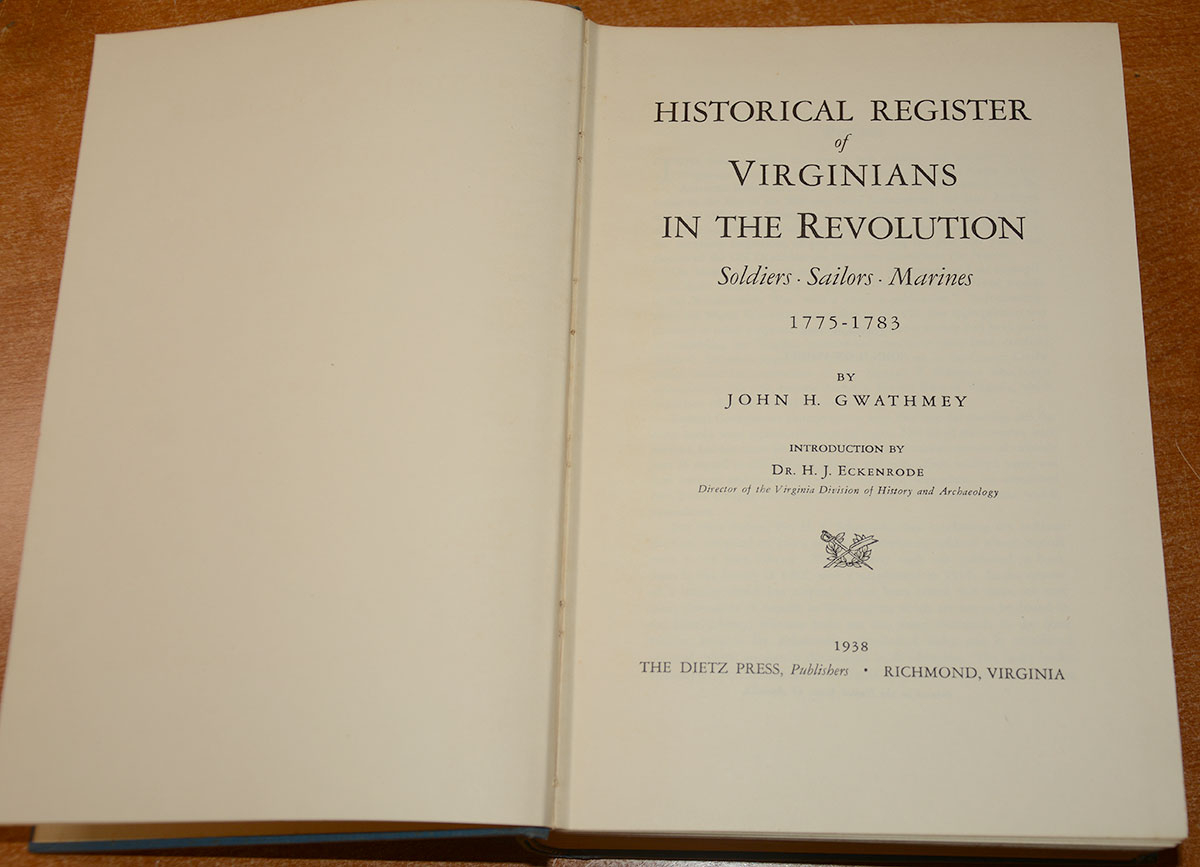 HISTORICAL REGISTER
of
VIRGINIANS
IN THE REVOLUTION
Soldiers · Sailors · Marines
1775-1783
BY
JOHN H. GWATHMEY
INTRODUCTION BY
DR. H. J. ECKENRODE
Director of the Virginia Division of History and Archaeology
1938
THE DIETZ PRESS, Publishers • RICHMOND, VIRGINIA